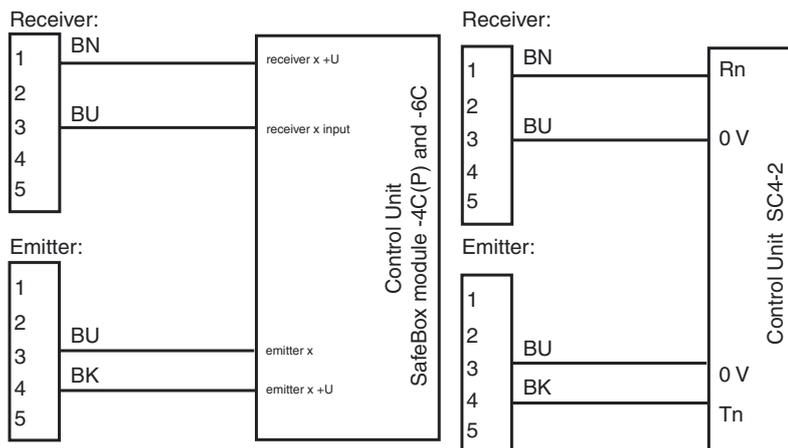 Receiver:
1
2
3
4
5
BN
BU
receiver x +U
receiver x input
Emitter:
1
2
3
4
5
BU
BK
emitter x
emitter x +U
Control Unit
SafeBox module -4C(P) and -6C
Receiver:
1
2
3
4
5
BN
BU
Rn
0 V
Emitter:
1
2
3
4
5
BU
BK
0 V
Tn
Control Unit SC4-2